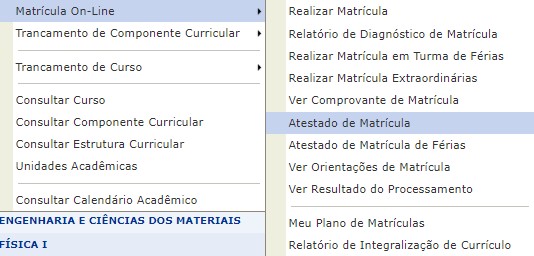 Matrícula On-Line
Trancamento de Componente Curricular
Trancamento de Curso
Consultar Curso
Consultar Componente Curricular
Consultar Estrutura Curricular
Unidades Acadêmicas
Consultar Calendário Acadêmico
ENGENHARIA E CIÊNCIAS DOS MATERIAIS
FÍSICA I
Realizar Matrícula
Relatório de Diagnóstico de Matrícula
Realizar Matrícula em Turma de Férias
Realizar Matrícula Extraordinárias
Ver Comprovante de Matrícula
Atestado de Matrícula
Atestado de Matrícula de Férias
Ver Orientações de Matrícula
Ver Resultado do Processamento
Meu Plano de Matrículas
Relatório de Integralização de Currículo